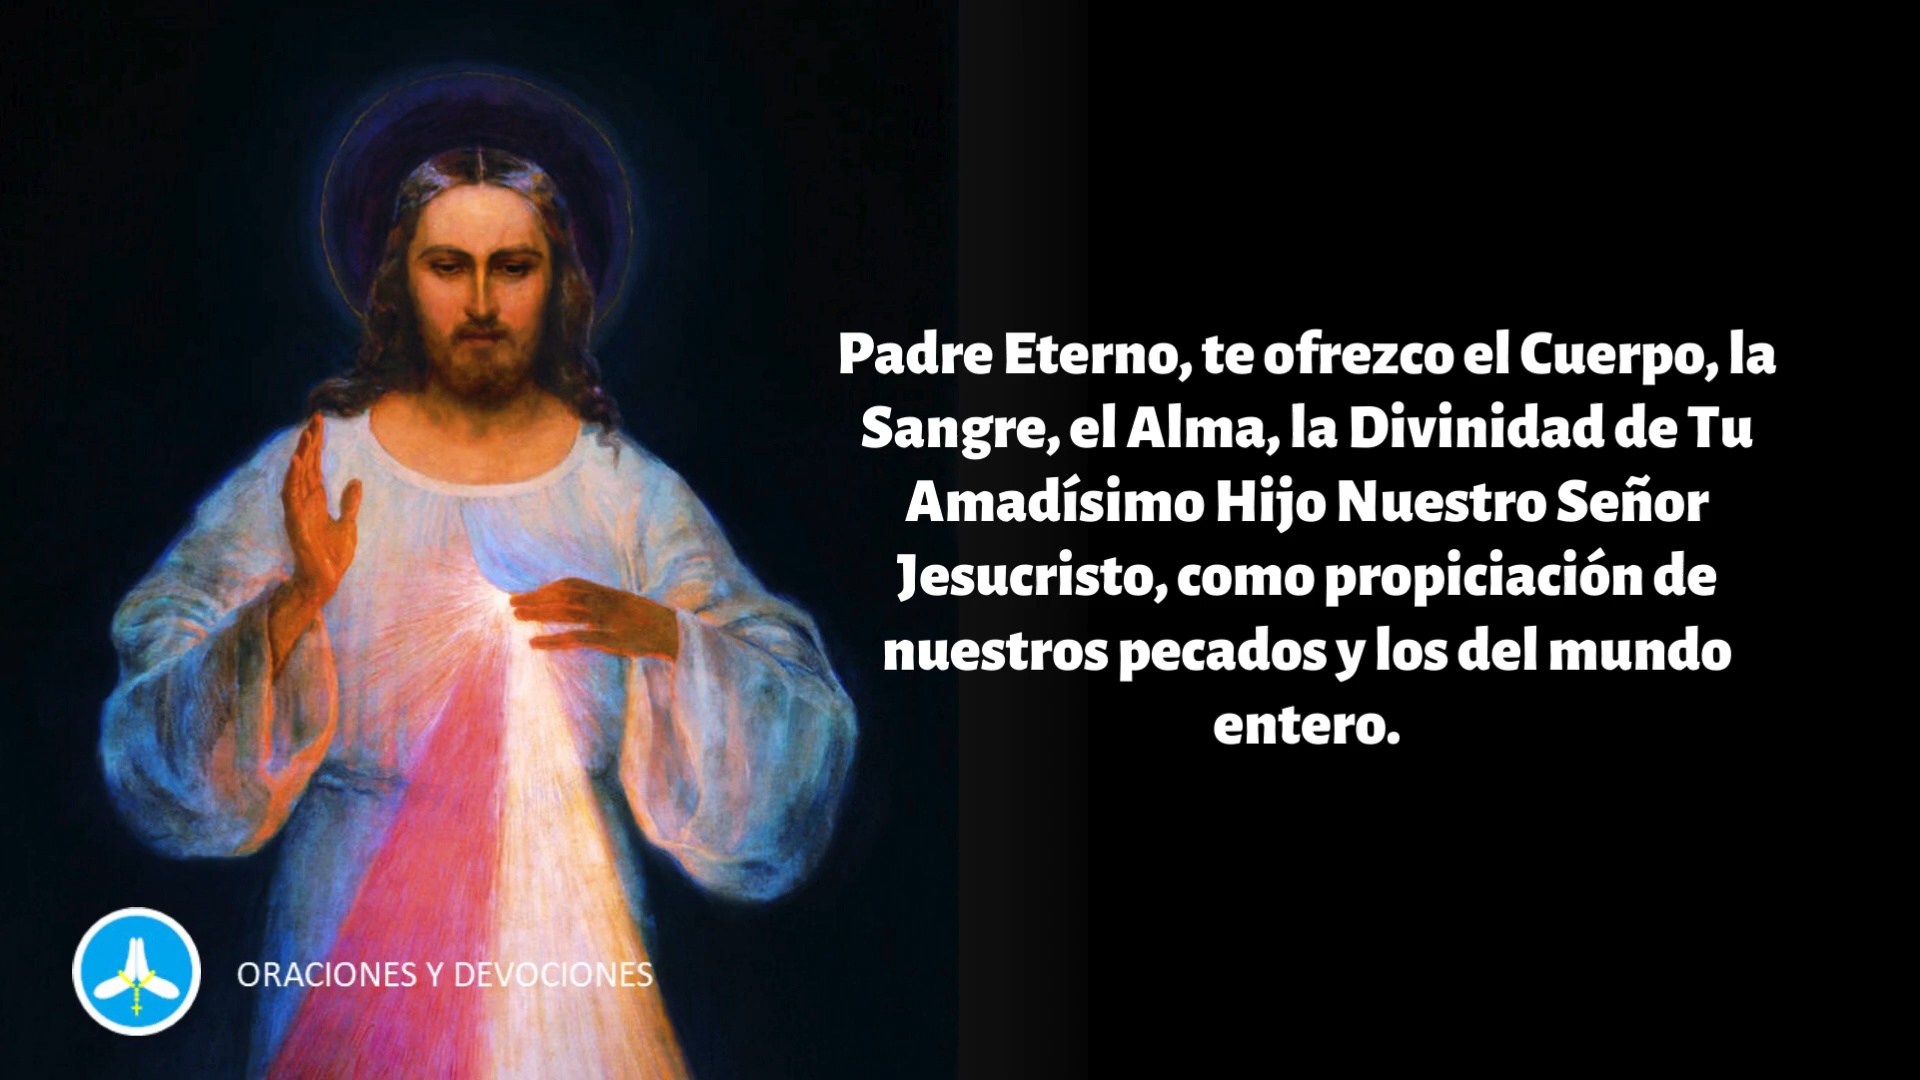 Padre Eterno, te ofrezco el Cuerpo, la
Sangre, el Alma, la Divinidad de Tu
Amadísimo Hijo Nuestro Señor
Jesucristo, como propiciación de
nuestros pecados y los del mundo
entero.
ORACIONES Y DEVOCIONES